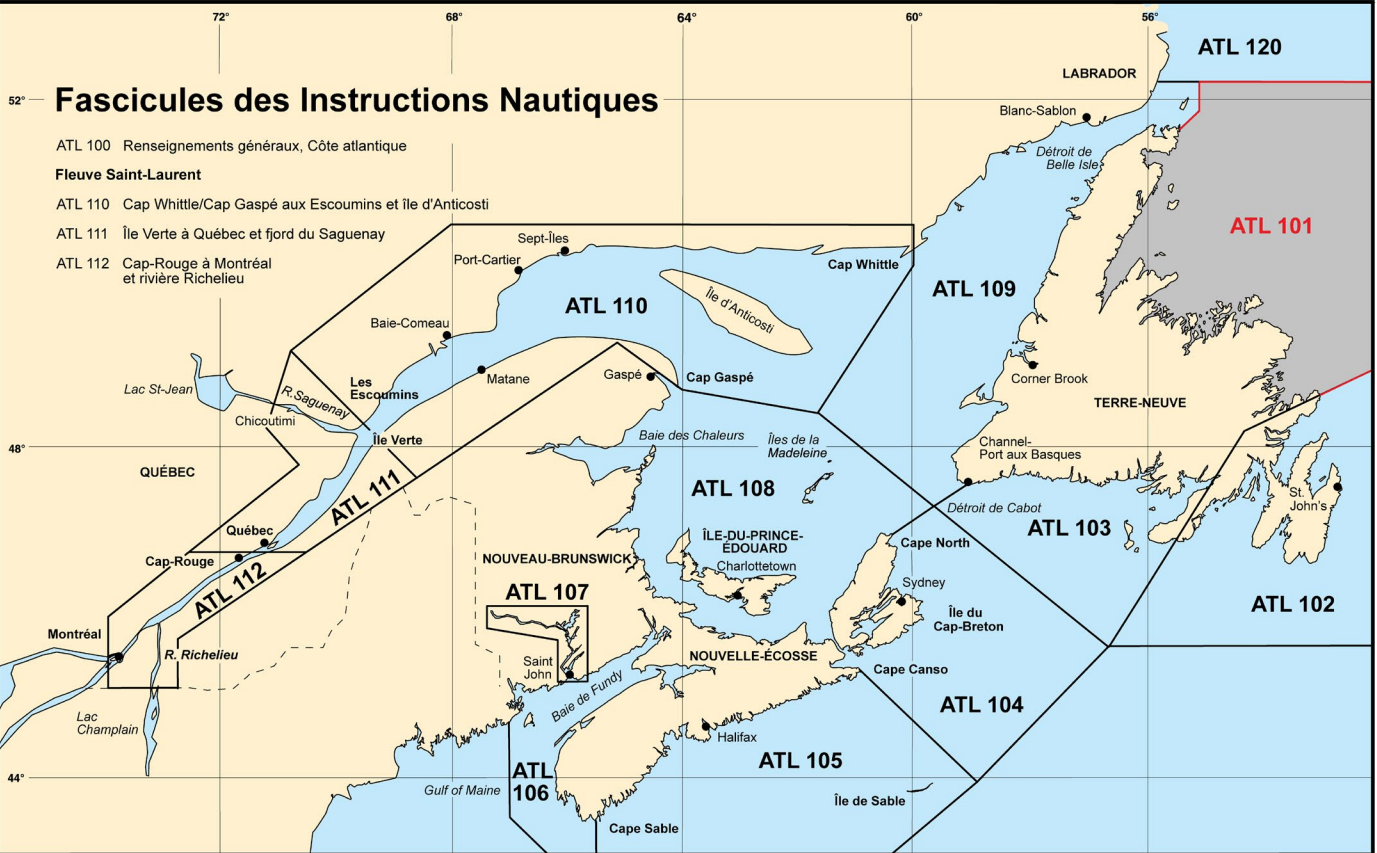 72°
68°
64°
60°
56°
ATL 120
LABRADOR
52°
Fascicules des Instructions Nautiques
Blanc-Sablon
ATL 100 Renseignements généraux, Côte atlantique
Détroit de
Belle Isle
Fleuve Saint-Laurent
ATL 110 Cap Whittle/Cap Gaspé aux Escoumins et île d'Anticosti
ATL 111 Île Verte à Québec et fjord du Saguenay
ATL 112 Cap-Rouge à Montréal
et rivière Richelieu
ATL 101
Sept-Îles
Port-Cartier
Cap Whittle
ATL 109
ATL 110
Île d'Anticosti
Baie-Comeau
Matane
Gaspé
Cap Gaspé
Corner Brook
Lac St-Jean
Les
Escoumins
R.Saguenay
TERRE-NEUVE
Chicoutimi
Île Verte
Baie des Chaleurs
Îles de la
Madeleine
Channel-
Port aux Basques
48°
QUÉBEC
ATL 111
ATL 108
St.
John's
Détroit de Cabot
ATL 103
Québec
ÎLE-DU-PRINCE-
ÉDOUARD
Cape North
Cap-Rouge
NOUVEAU-BRUNSWICK
Charlottetown
ATL 112
ATL 107
Sydney
ATL 102
Île du
Cap-Breton
Montréal
R. Richelieu
NOUVELLE-ÉCOSSE
Saint
John
Cape Canso
Baie de Fundy
ATL 104
Lac
Champlain
Halifax
ATL 105
44°
ATL
106
Gulf of Maine
Île de Sable
Cape Sable